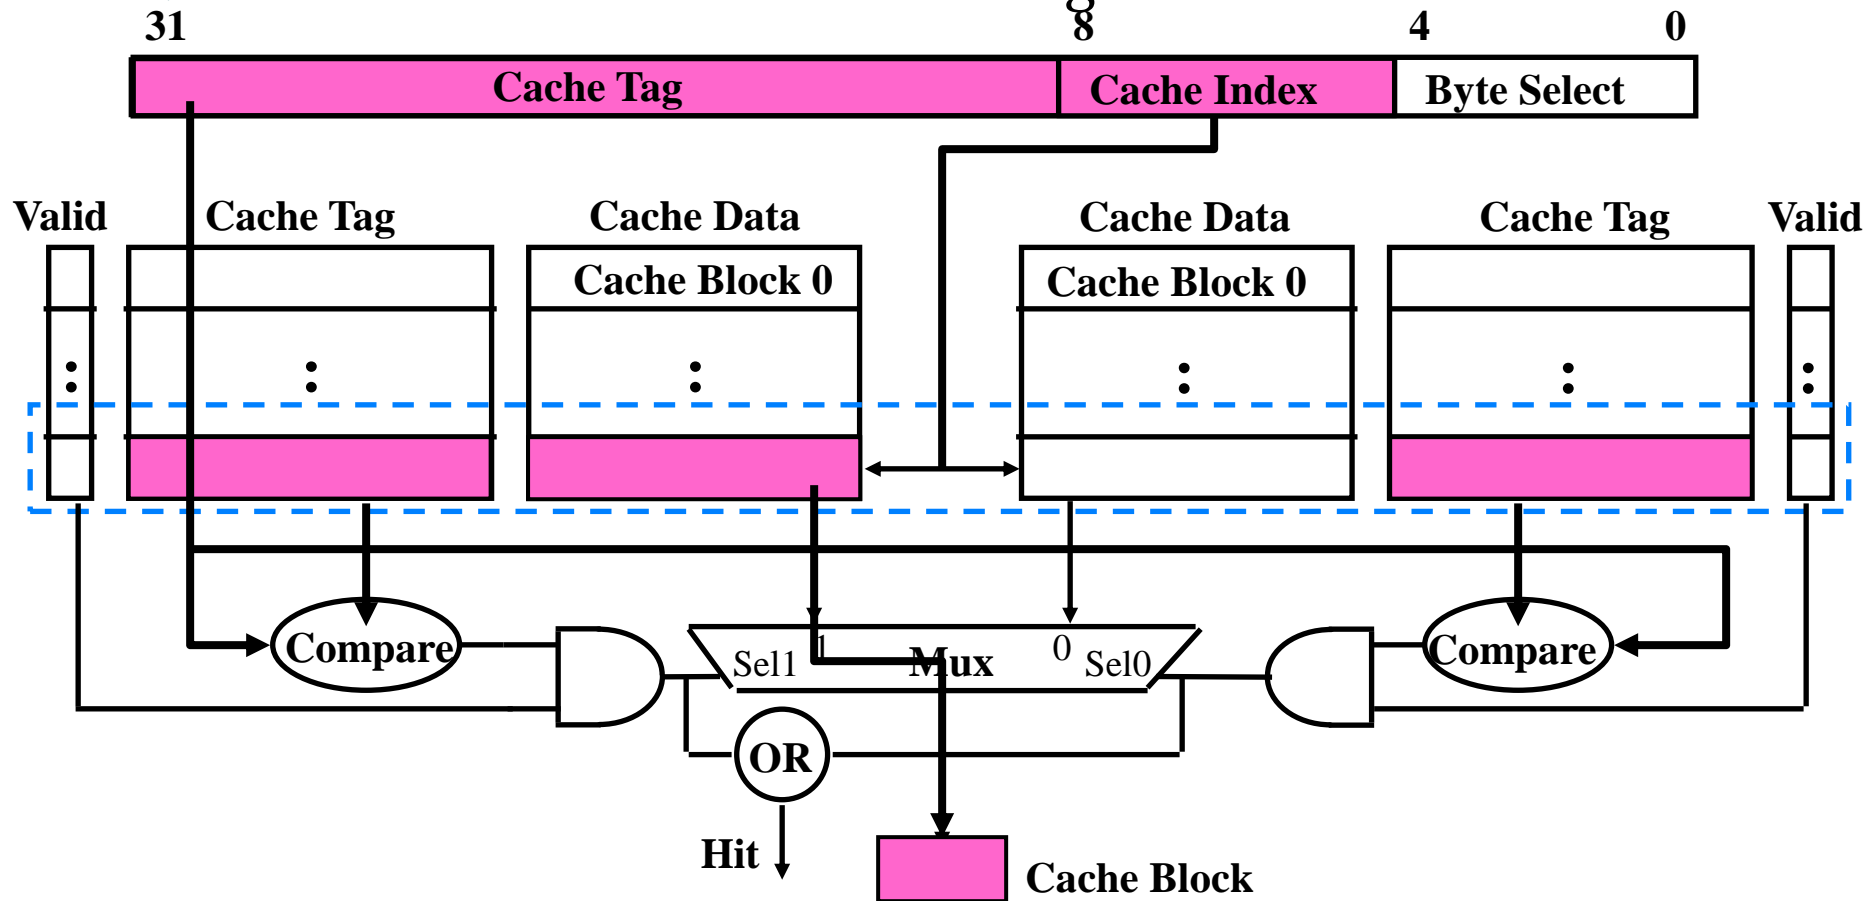 31 8 4 0
Cache Tag Cache Index Byte Select
Valid Cache Tag Cache Data Cache Data Cache Tag Valid
Cache Block 0 Cache Block 0
Compare Sel1 1 Mux 0 Sel0 Compare
OR
Hit
Cache Block